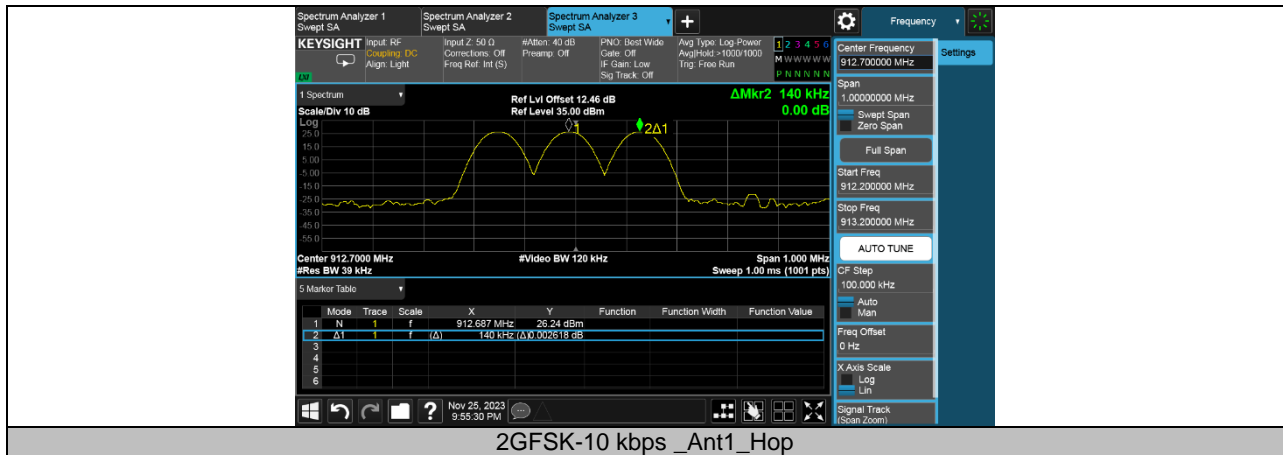 Spectrum Analyzer 1
Swept SA
Spectrum Analyzer 2
Swept SA
Spectrum Analyzer 3
Swept SA
+
Frequency
KEYSIGHT
Input: RF
Coupling: DC
Align: Light
Input Z: 50 Ω
Corrections: Off
Freq Ref: Int (S)
#Atten: 40 dB
Preamp: Off
PNO: Best Wide
Gate: Off
IF Gain: Low
Sig Track: Off
Avg Type: Log-Power
Avg|Hold:>1000/1000
Trig: Free Run
1 2 3 4 5 6
M W W W W W
P N N N N N
LXI
1 Spectrum
Scale/Div 10 dB
Ref Lvl Offset 12.46 dB
Ref Level 35.00 dBm
ΔMkr2 140 kHz
0.00 dB
Log
25.0
15.0
5.00
-5.00
-15.0
-25.0
-35.0
-45.0
-55.0
2Δ1
Center 912.7000 MHz
#Res BW 39 kHz
#Video BW 120 kHz
Span 1.000 MHz
Sweep 1.00 ms (1001 pts)
5 Marker Table
Mode Trace Scale X Y Function Function Width Function Value
1 N 1 f 912.687 MHz 26.24 dBm
2 Δ1 1 f (Δ) 140 kHz (Δ)0.002618 dB
3
4
5
6
Center Frequency
912.700000 MHz
Settings
Span
1.00000000 MHz
Swept Span
Zero Span
Full Span
Start Freq
912.200000 MHz
Stop Freq
913.200000 MHz
AUTO TUNE
CF Step
100.000 kHz
Auto
Man
Freq Offset
0 Hz
X Axis Scale
Log
Lin
Signal Track
(Span Zoom)
?
Nov 25, 2023
9:55:30 PM
2GFSK-10 kbps _Ant1_Hop